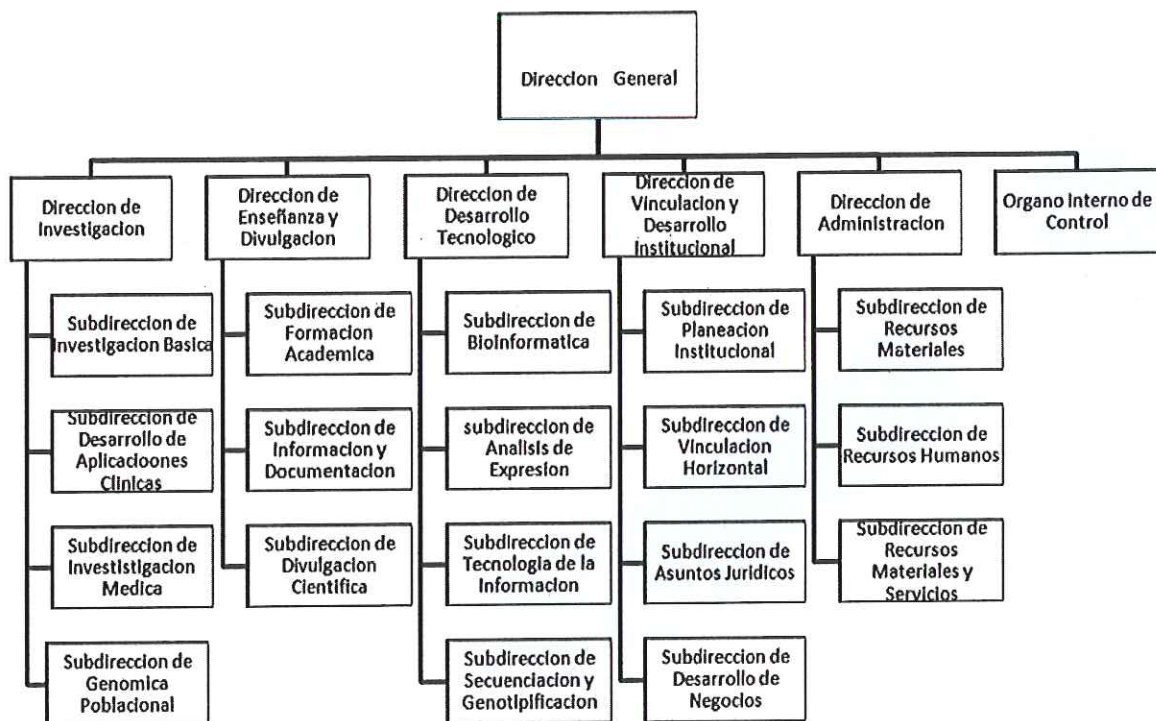 Direccion General
Direccion de
Investigacion
Direccion de
Enseñanza y
Divulgacion
Direccion de
Desarrollo
Tecnologico
Direccion de
Vinculacion y
Desarrollo
Institucional
Direccion de
Administracion
Organo Interno de
Control
Subdireccion de
Investigacion Basica
Subdireccion de
Desarrollo de
Aplicacioones
Clinicas
Subdireccion de
Investistigacion
Medica
Subdireccion de
Genomica
Poblacional
Subdireccion de
Formacion
Academica
Subdireccion de
Informacion y
Documentacion
Subdireccion de
Divulgacion
Cientifica
Subdireccion de
Bioinformatica
subdireccion de
Analisis de
Expresion
Subdireccion de
Tecnologia de la
Informacion
Subdireccion de
Secuenciacion y
Genotipificacion
Subdireccion de
Planeacion
Institucional
Subdireccion de
Vinculacion
Horizontal
Subdireccion de
Asuntos Juridicos
Subdireccion de
Desarrollo de
Negocios
Subdireccion de
Recursos
Materiales
Subdireccion de
Recursos Humanos
Subdireccion de
Recursos
Materiales y
Servicios